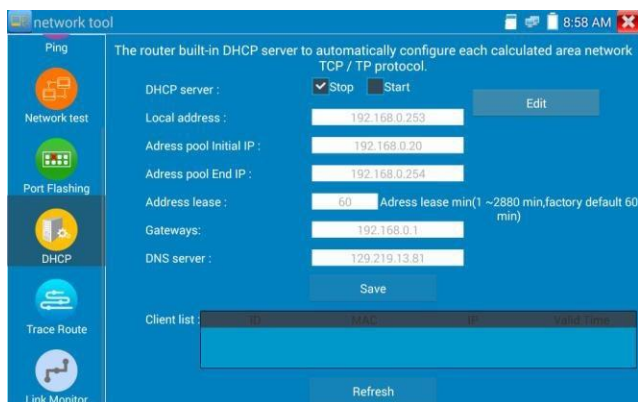 network tool
8:58 AM
Ping
Network test
Port Flashing
DHCP
Trace Route
Link Monitor
The router built-in DHCP server to automatically configure each calculated area network
TCP / TP protocol.
DHCP server :
Stop
Start
Edit
Local address :
192.168.0.253
Adress pool Initial IP :
192.168.0.20
Adress pool End IP :
192.168.0.254
Address lease :
60
Adress lease min(1 ~2880 min,factory default 60
min)
Gateways:
192.168.0.1
DNS server :
129.219.13.81
Save
Client list :
ID
MAC
IP
Valid Time
Refresh